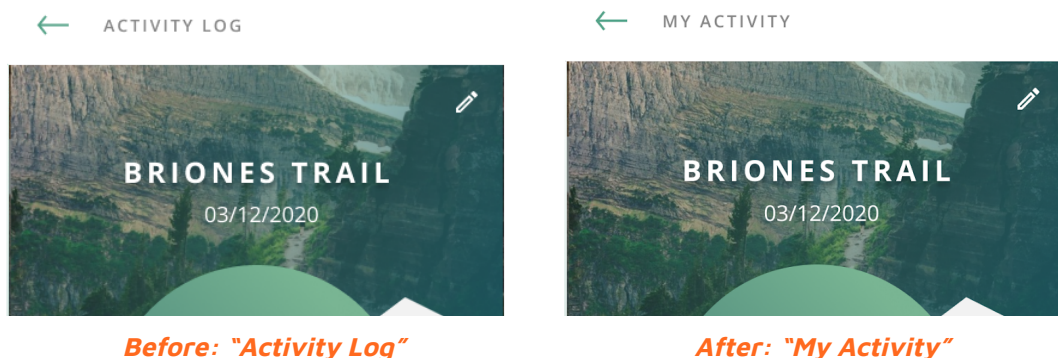 ACTIVITY LOG
BRIONES TRAIL
03/12/2020
Before: “Activity Log”
MY ACTIVITY
BRIONES TRAIL
03/12/2020
After: “My Activity”